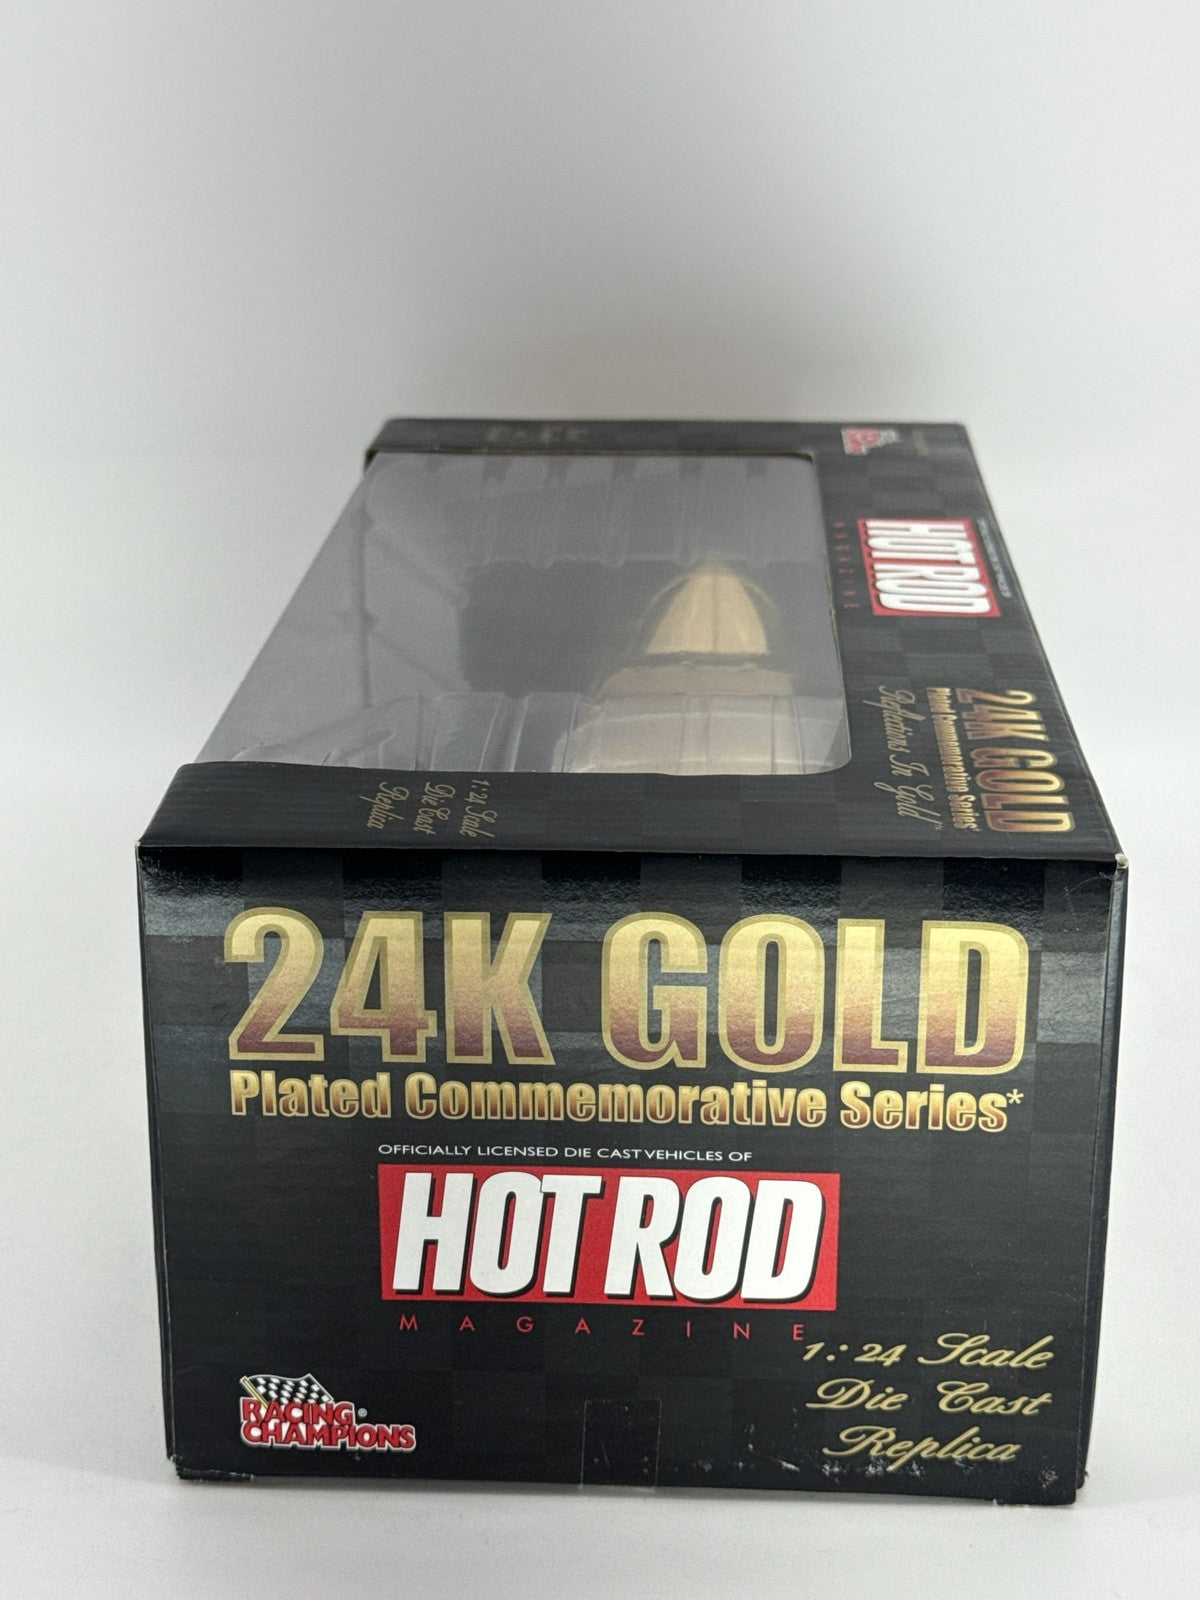 HOT ROD
MAGAZINE
24K GOLD
Plated Commemorative Series
Reflections In Gold™
1:24 Scale
Die Cast
Replica
24K GOLD
Plated Commemorative Series*
OFFICIALLY LICENSED DIE CAST VEHICLES OF
HOT ROD
MAGAZINE
1:24 Scale
Die Cast
Replica
RACING
CHAMPIONS®